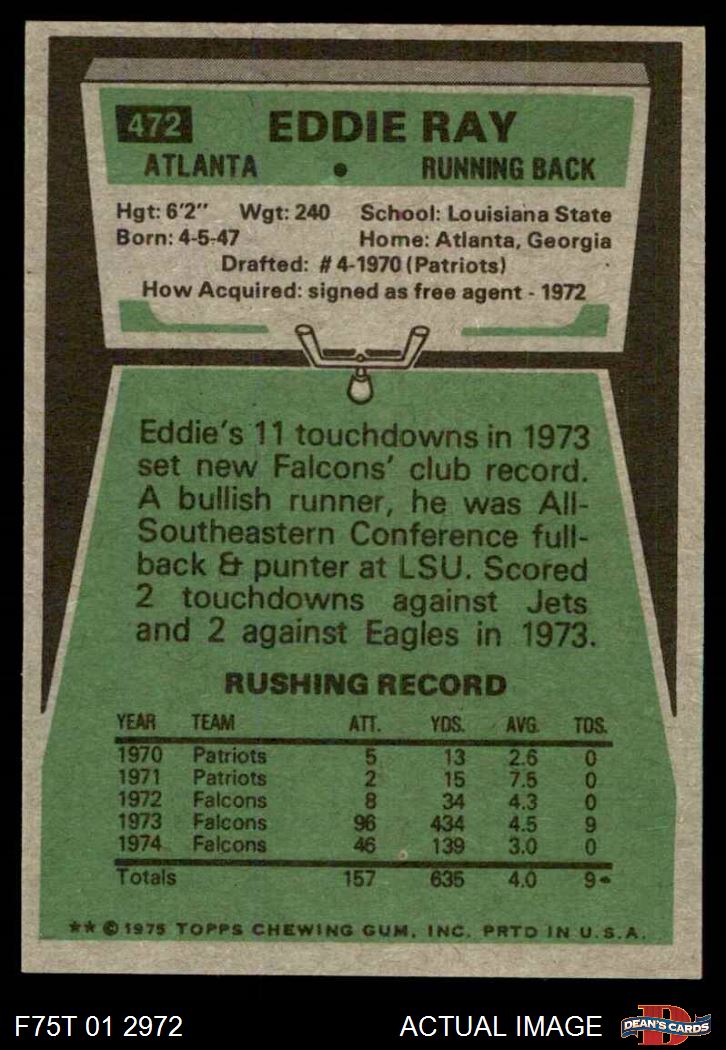 472 EDDIE RAY
ATLANTA • RUNNING BACK
Hgt: 6'2" Wgt: 240 School: Louisiana State
Born: 4-5-47 Home: Atlanta, Georgia
Drafted: #4-1970 (Patriots)
How Acquired: signed as free agent - 1972
Eddie's 11 touchdowns in 1973
set new Falcons' club record.
A bullish runner, he was All-
Southeastern Conference full-
back & punter at LSU. Scored
2 touchdowns against Jets
and 2 against Eagles in 1973.
RUSHING RECORD
YEAR TEAM ATT. YDS. AVG. TDS.
1970 Patriots 5 13 2.6 0
1971 Patriots 2 15 7.5 0
1972 Falcons 8 34 4.3 0
1973 Falcons 96 434 4.5 9
1974 Falcons 46 139 3.0 0
Totals 157 635 4.0 9
** © 1975 TOPPS CHEWING GUM, INC. PRTD IN U.S.A.
F75T 01 2972 ACTUAL IMAGE D DEAN'S CARDS